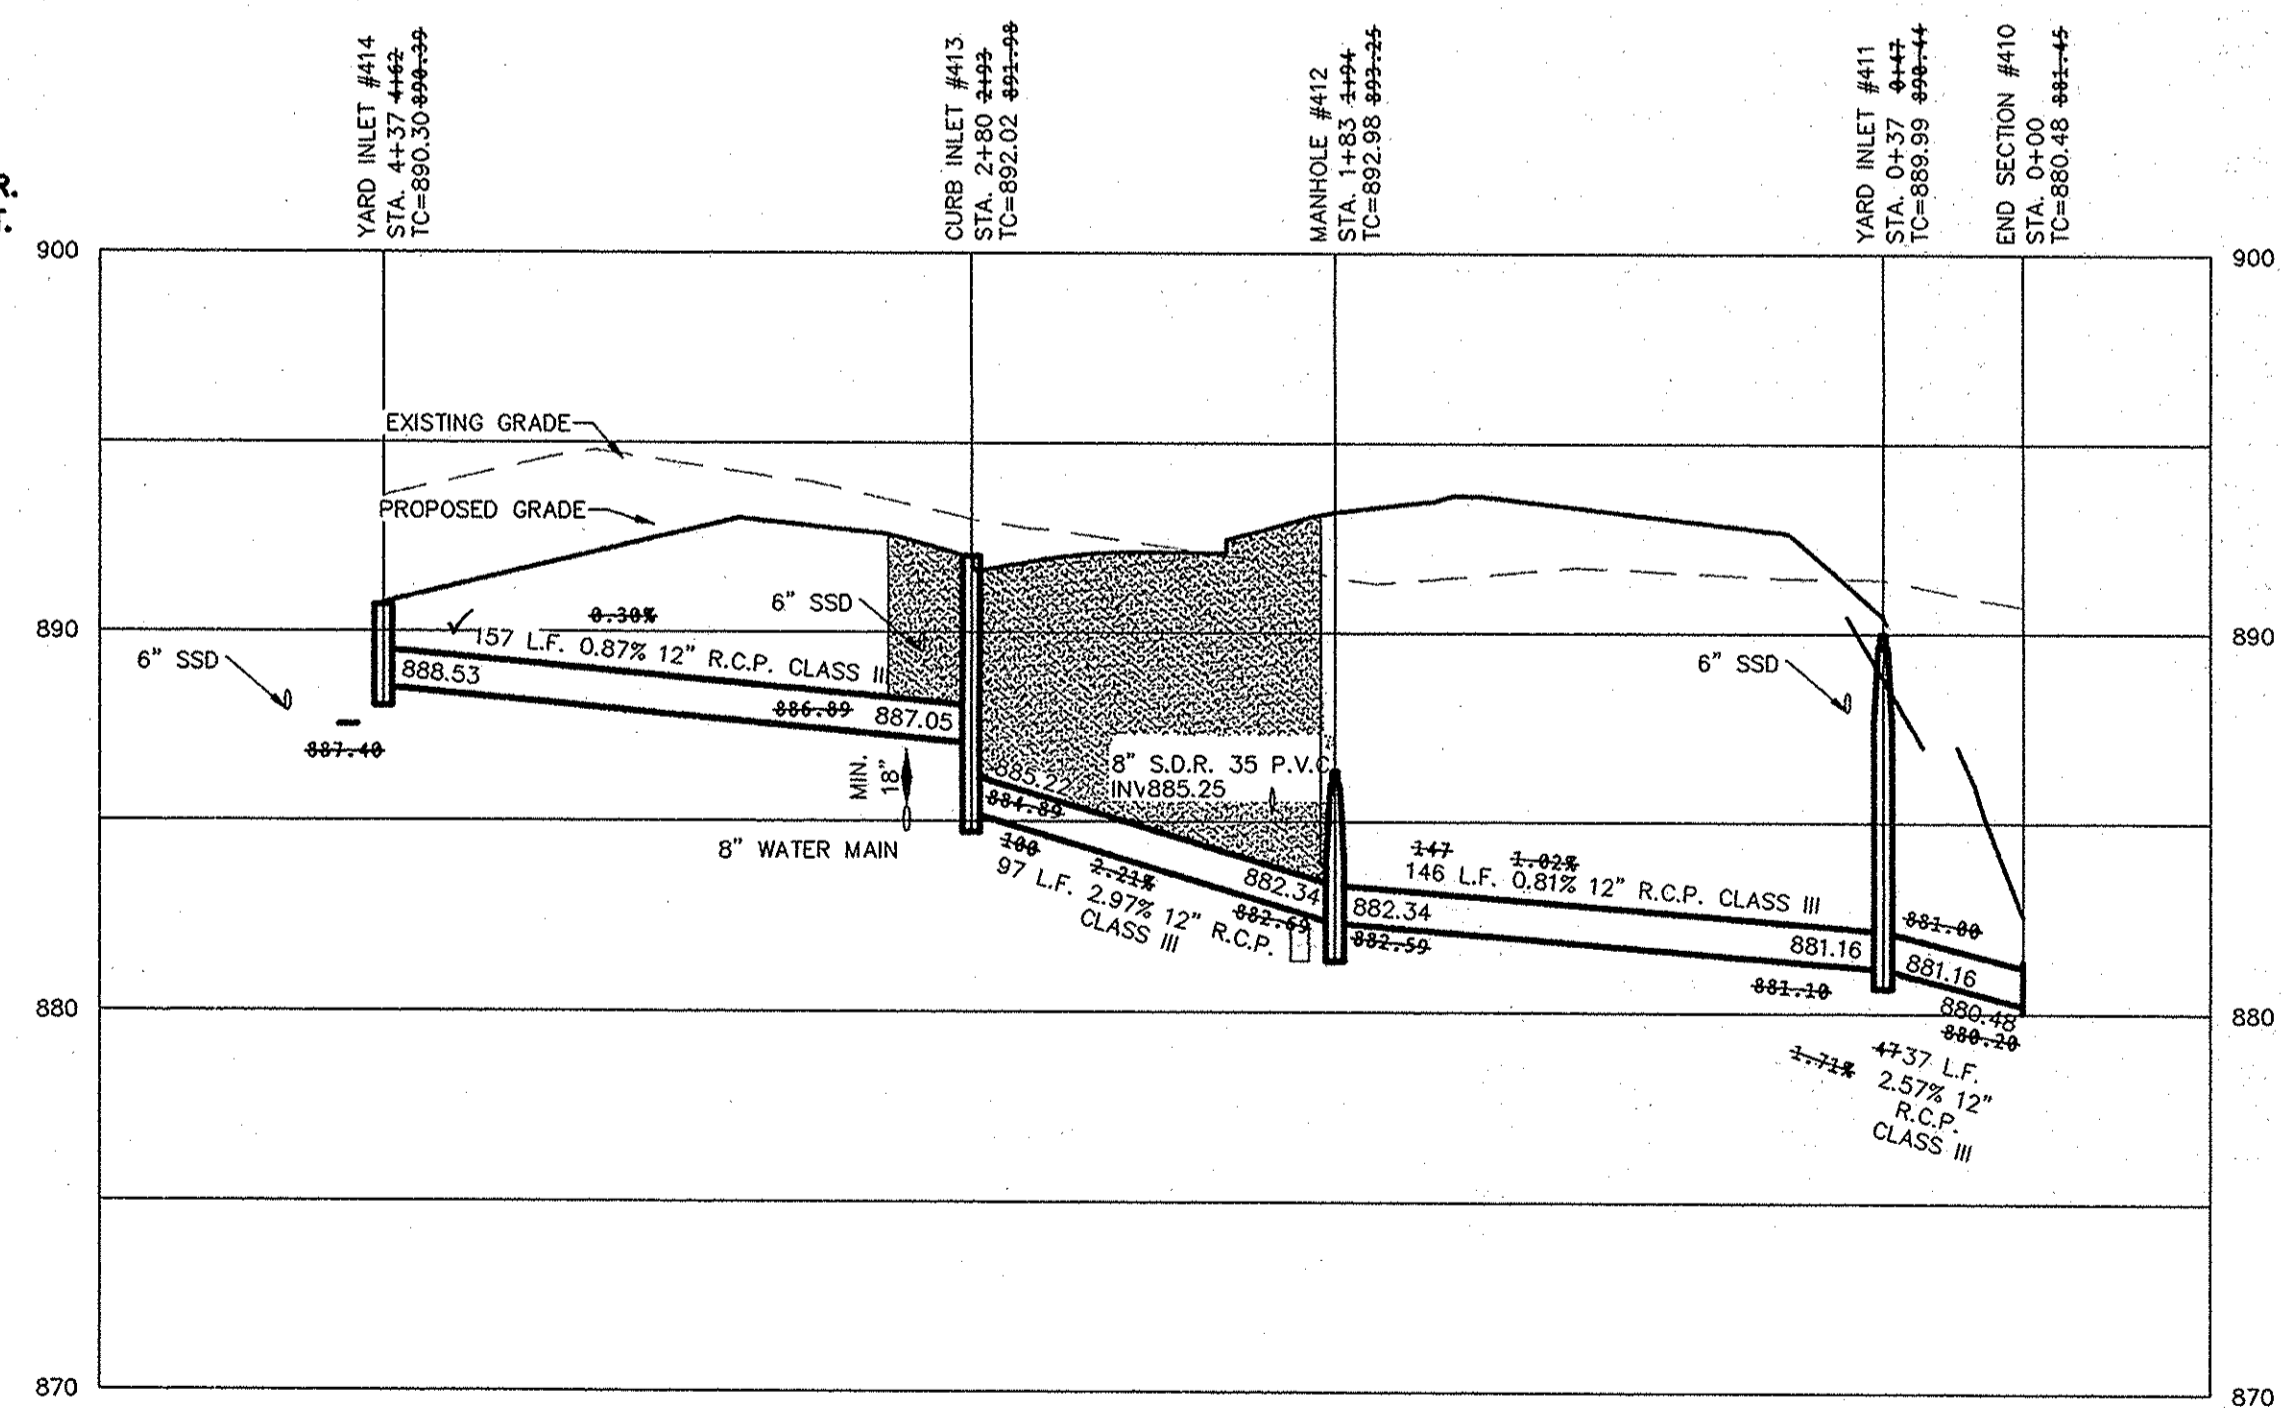 YARD INLET #414
STA. 4+37 4+62
TC=890.30 890.39
CURB INLET #413
STA. 2+80 2+93
TC=892.02 891.98
MANHOLE #412
STA. 1+83 1+94
TC=892.98 893.25
YARD INLET #411
STA. 0+37 0+47
TC=889.99 890.44
END SECTION #410
STA. 0+00
TC=880.48 881.45
900
900
EXISTING GRADE
PROPOSED GRADE
6" SSD
0.30%
890
157 L.F. 0.87% 12" R.C.P. CLASS III
890
6" SSD
888.53
6" SSD
886.89 887.05
887.40
MIN.
18"
885.22
884.89
8" S.D.R. 35 P.V.C
INV885.25
8" WATER MAIN
100
2.21%
97 L.F. 2.97% 12" R.C.P.
CLASS III
882.34
882.69
147
1.02%
146 L.F. 0.81% 12" R.C.P. CLASS III
882.34
882.59
881.16
881.10
881.00
881.16
880.48
880.20
880
880
1.71%
47 37 L.F.
2.57% 12"
R.C.P.
CLASS III
870
870